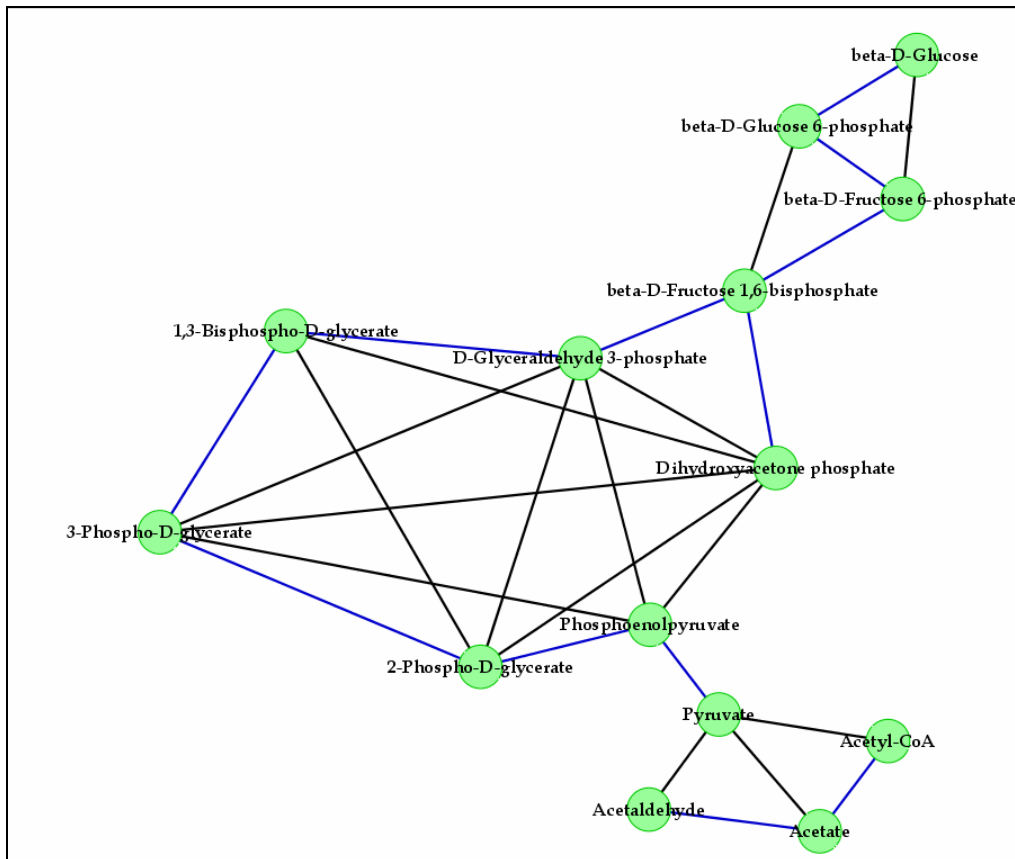 beta-D-Glucose
beta-D-Glucose 6-phosphate
beta-D-Fructose 6-phosphate
beta-D-Fructose 1,6-bisphosphate
1,3-Bisphospho-D-glycerate
D-Glyceraldehyde 3-phosphate
Dihydroxyacetone phosphate
3-Phospho-D-glycerate
Phosphoenolpyruvate
2-Phospho-D-glycerate
Pyruvate
Acetyl-CoA
Acetaldehyde
Acetate